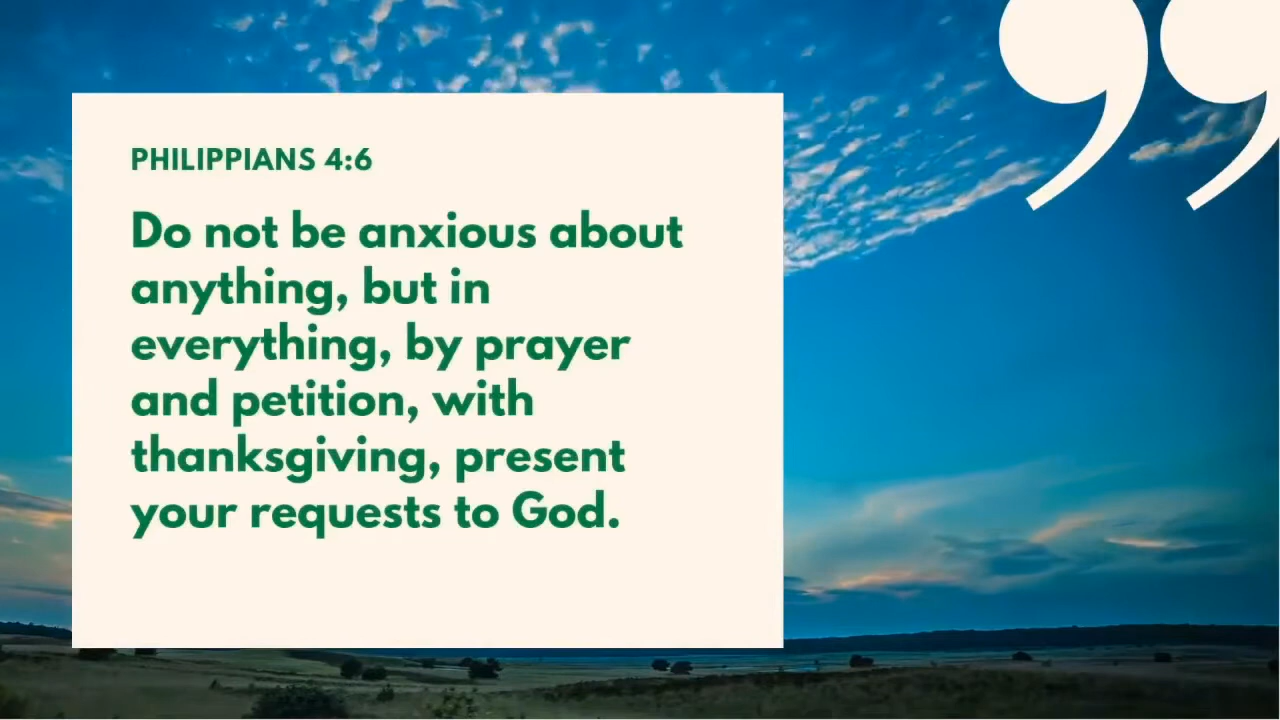 PHILIPPIANS 4:6
Do not be anxious about
anything, but in
everything, by prayer
and petition, with
thanksgiving, present
your requests to God.